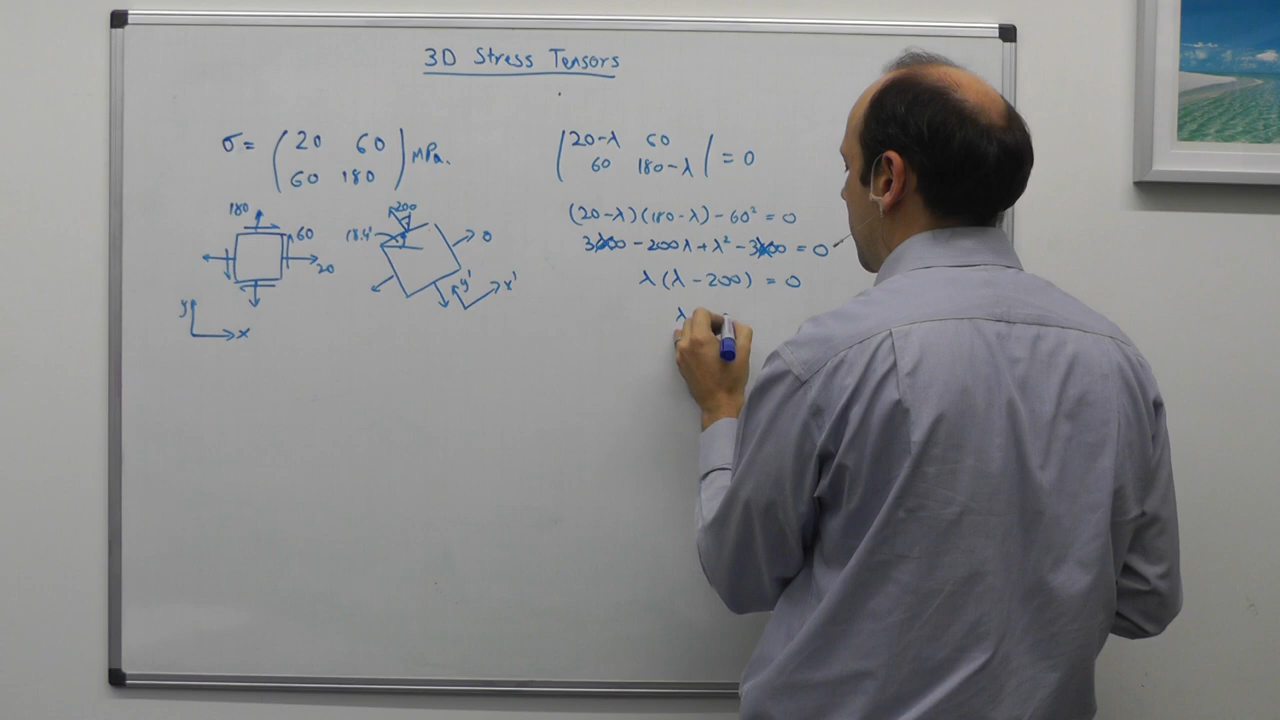 3D Stress Tensors
σ = (20 60
60 180) MPa.
180
60
20
y
x
200
18.4°
0
y'
x'
|20-λ 60
60 180-λ| = 0
(20-λ)(180-λ) - 60² = 0
3600 - 200λ + λ² - 3600 = 0
λ(λ - 200) = 0
λ